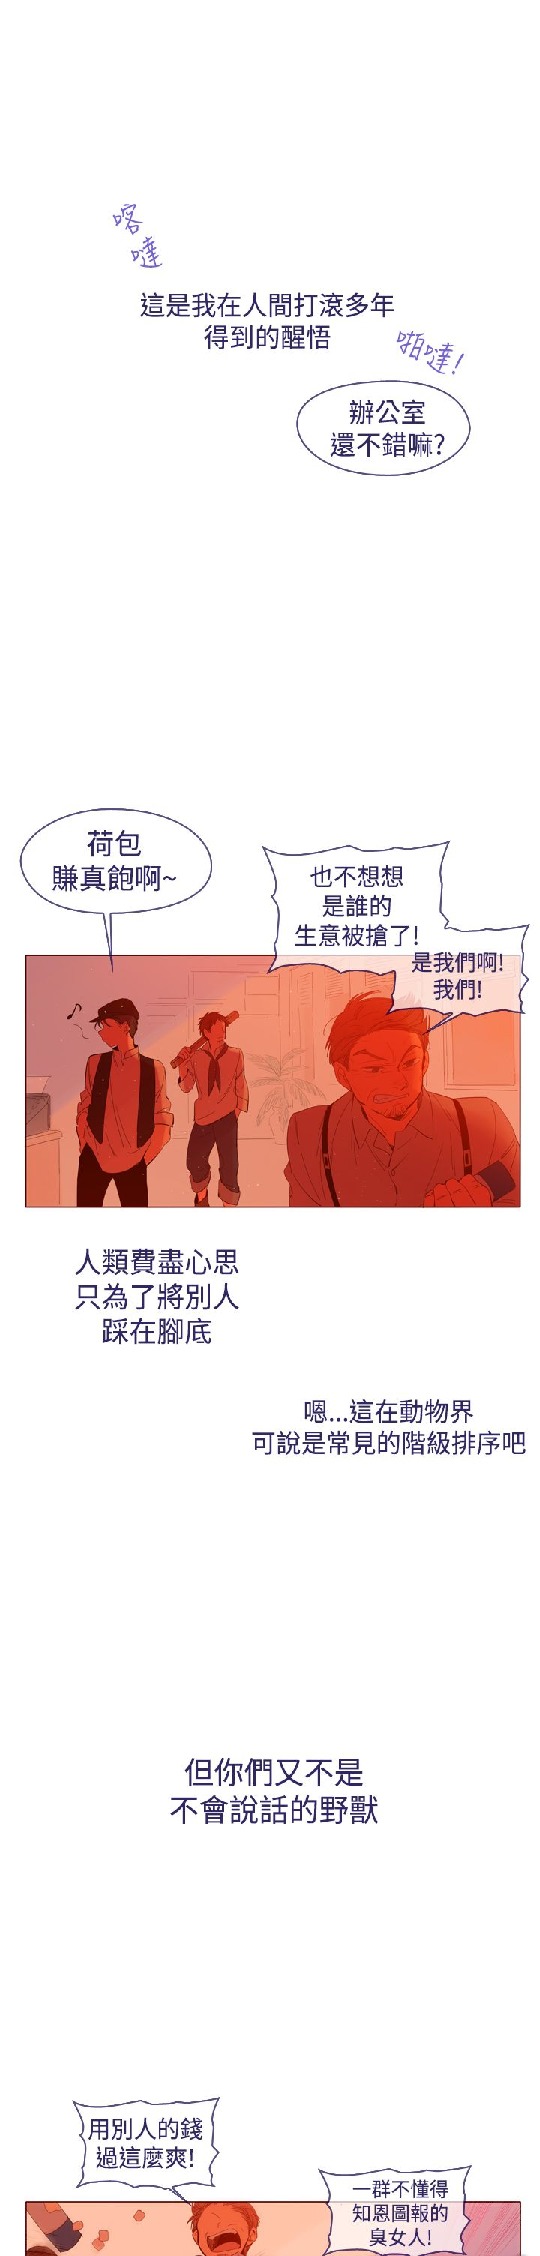 喀
噠
這是我在人間打滾多年
得到的醒悟
啪噠!
辦公室
還不錯嘛?
荷包
賺真飽啊~
也不想想
是誰的
生意被搶了!
是我們啊!
我們!
人類費盡心思
只為了將別人
踩在腳底
嗯...這在動物界
可說是常見的階級排序吧
但你們又不是
不會說話的野獸
用別人的錢
過這麼爽!
一群不懂得
知恩圖報的
臭女人!